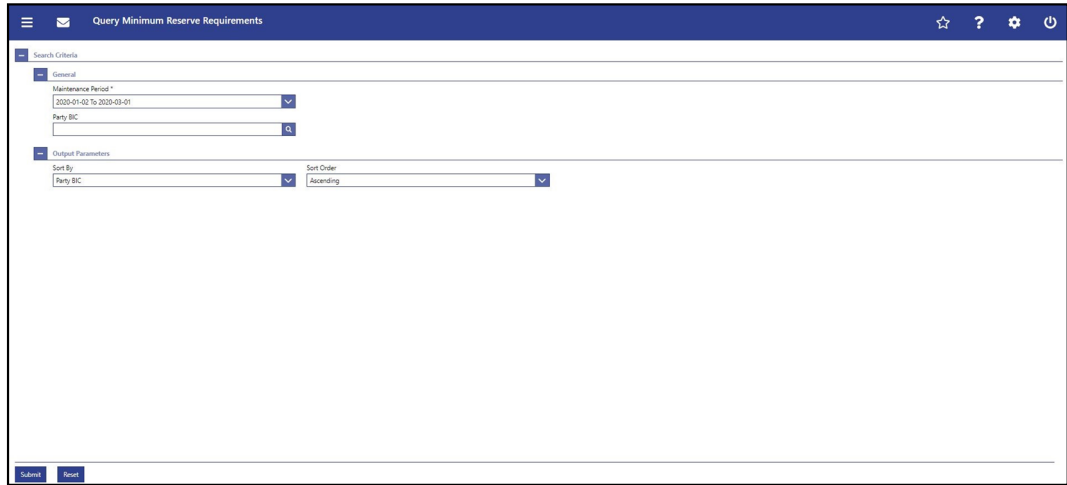 Query Minimum Reserve Requirements
Search Criteria
General
Maintenance Period *
2020-01-02 To 2020-03-01
Party BIC
Output Parameters
Sort By Sort Order
Party BIC Ascending
Submit Reset